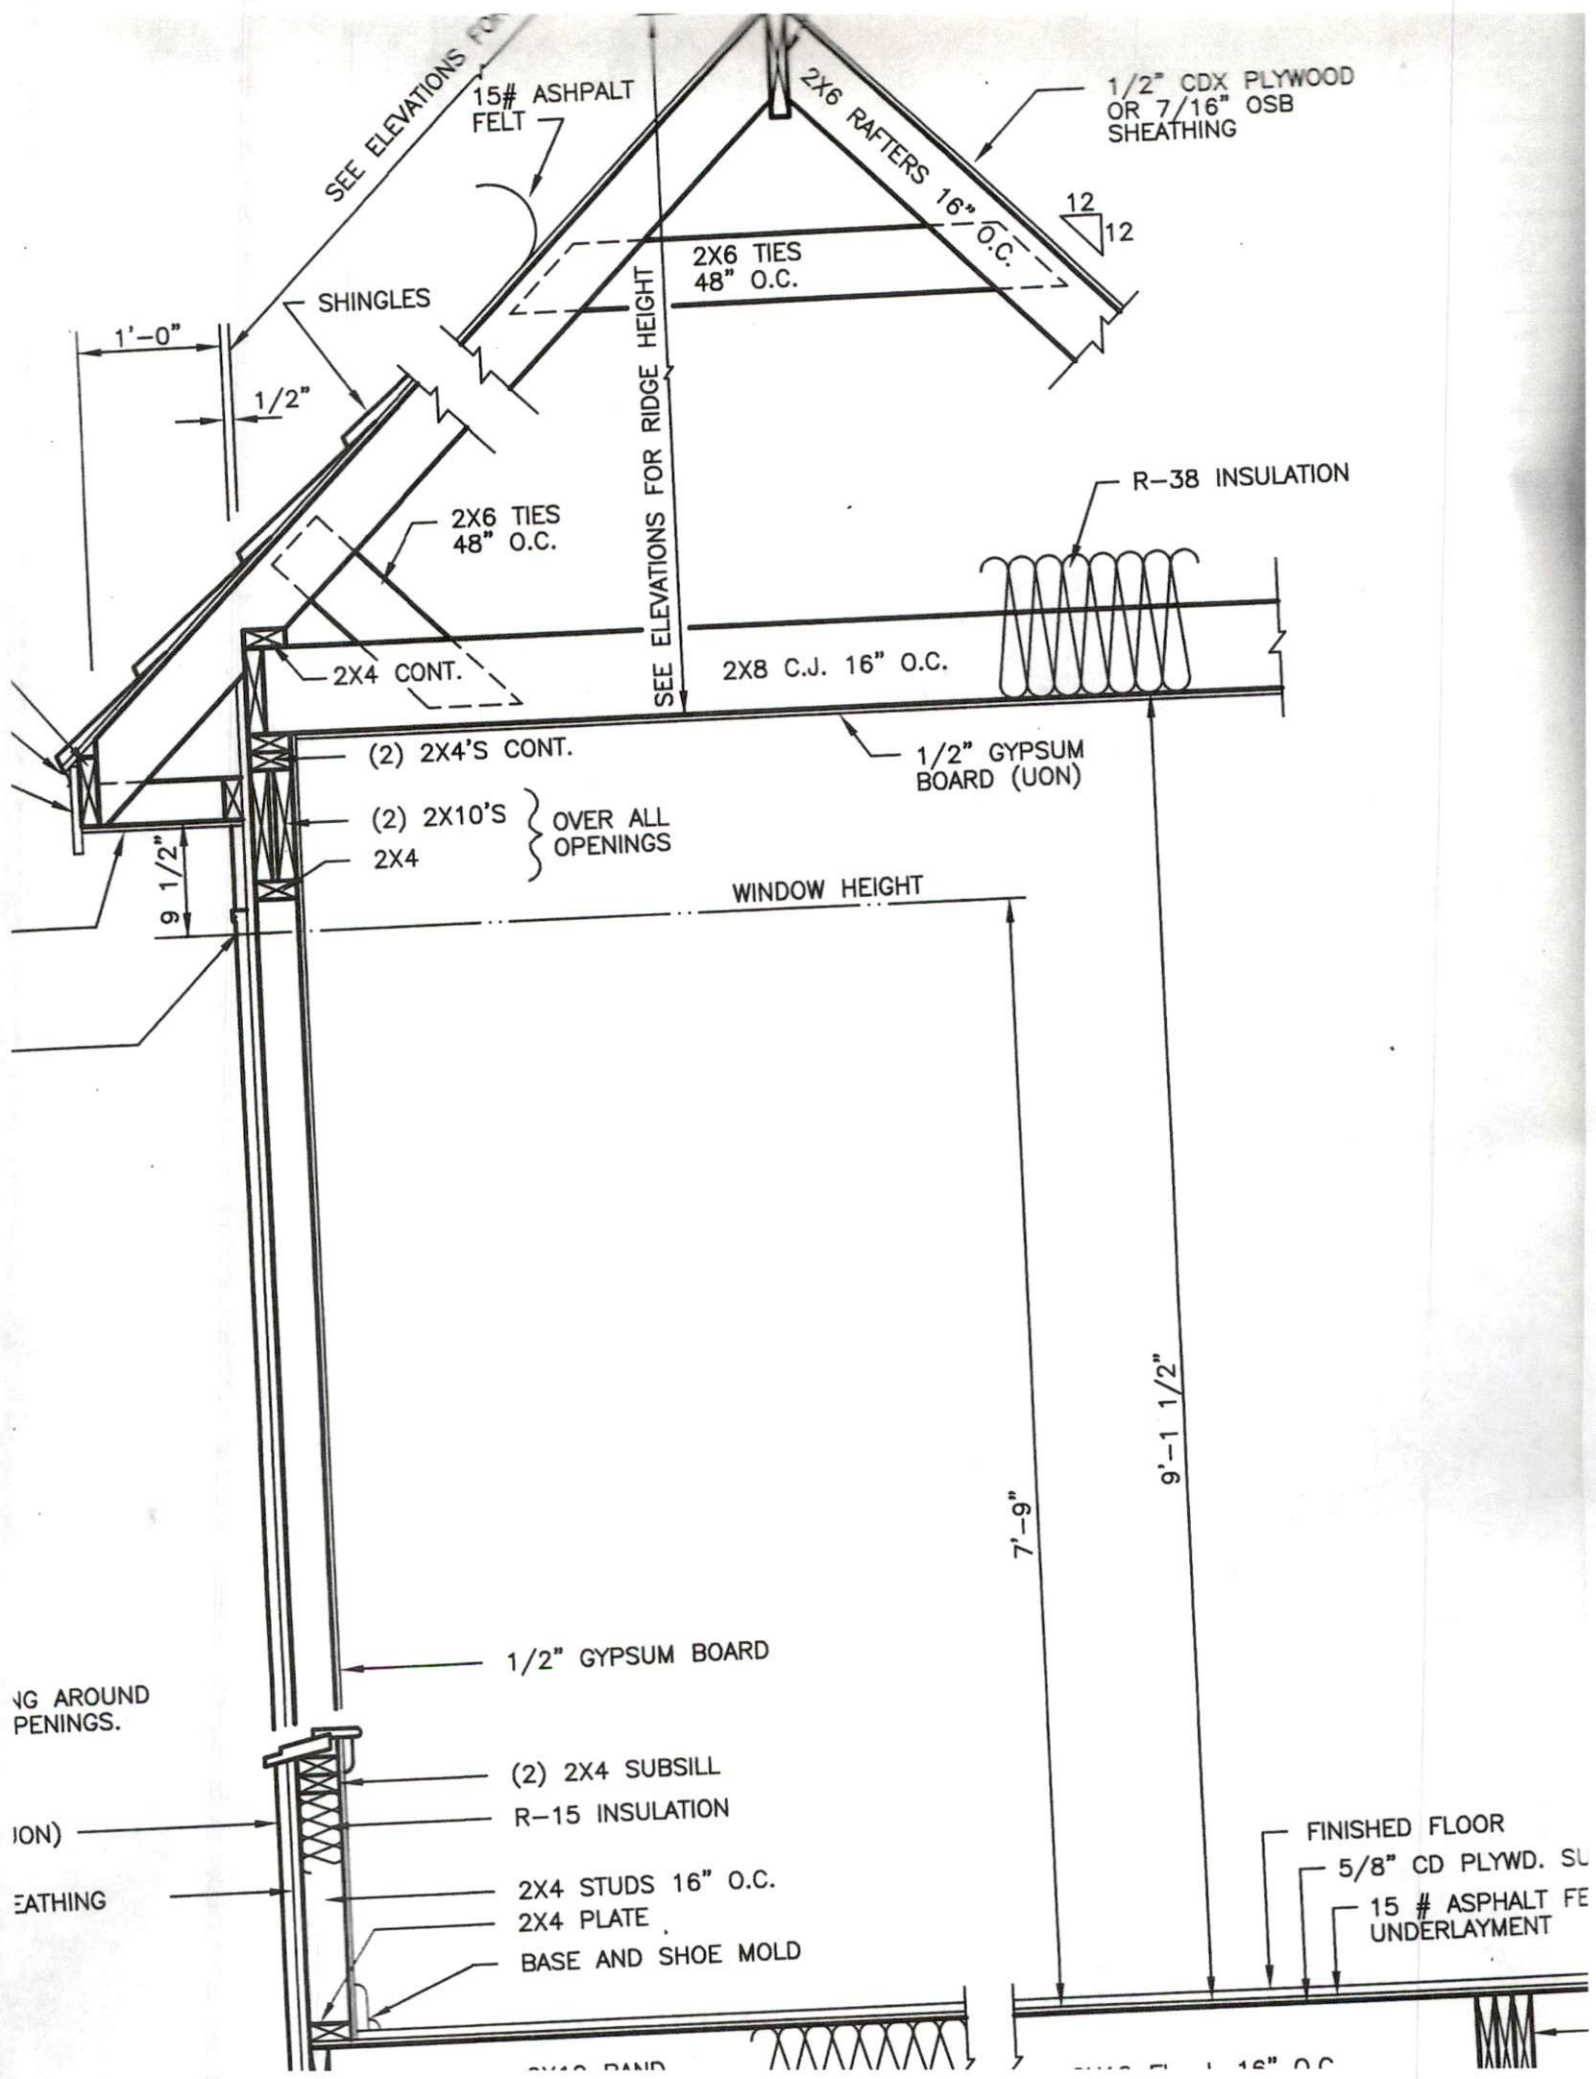 SEE ELEVATIONS FOR
15# ASHPALT
FELT
1/2" CDX PLYWOOD
OR 7/16" OSB
SHEATHING
2X6 RAFTERS 16" O.C.
12
12
2X6 TIES
48" O.C.
SHINGLES
1'-0"
1/2"
SEE ELEVATIONS FOR RIDGE HEIGHT
R-38 INSULATION
2X6 TIES
48" O.C.
2X4 CONT.
2X8 C.J. 16" O.C.
(2) 2X4'S CONT.
1/2" GYPSUM
BOARD (UON)
(2) 2X10'S
2X4
OVER ALL
OPENINGS
9 1/2"
WINDOW HEIGHT
9'-1 1/2"
7'-9"
1/2" GYPSUM BOARD
NG AROUND
PENINGS.
(2) 2X4 SUBSILL
R-15 INSULATION
ION)
EATHING
2X4 STUDS 16" O.C.
2X4 PLATE
BASE AND SHOE MOLD
FINISHED FLOOR
5/8" CD PLYWD. SU
15 # ASPHALT FE
UNDERLAYMENT
BAND
16" O.C.